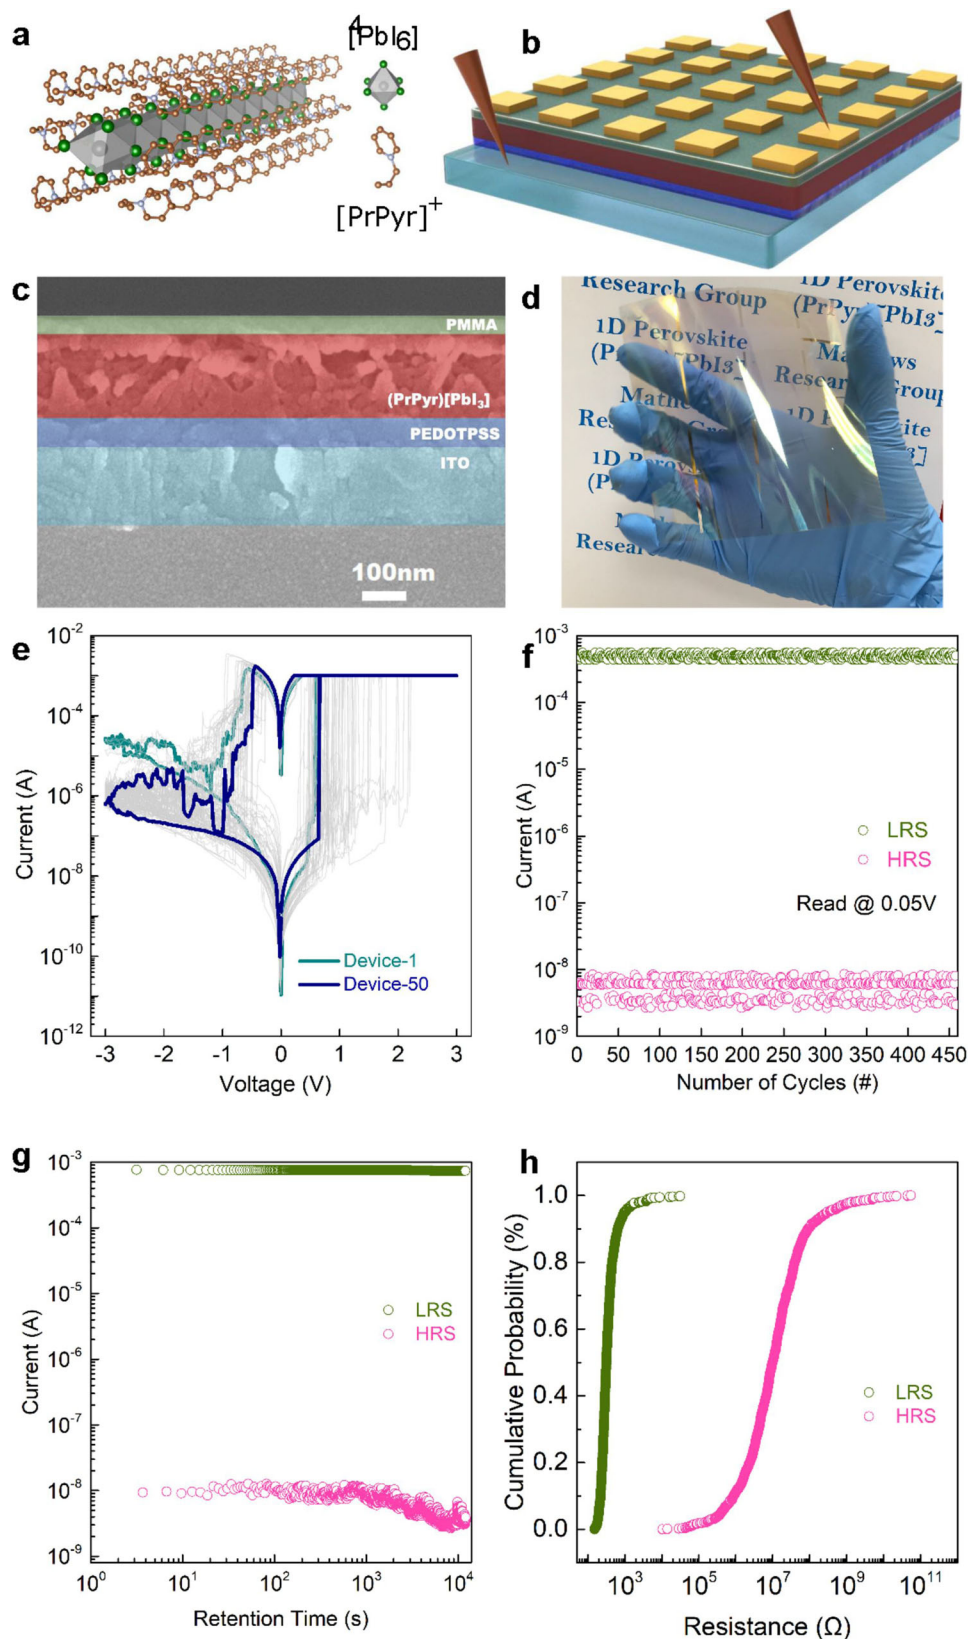 a
4-
[PbI6]
[PrPyr]+
b
c
PMMA
(PrPyr)[PbI3]
PEDOTPSS
ITO
100nm
d
Research Group
1D Perovskite
(PrPyr)[PbI3]
1D Perovskite
[PbI3]
Research Group
1D
Research
e
10-2
10-4
10-6
10-8
10-10
10-12
Current (A)
Device-1
Device-50
-3 -2 -1 0 1 2 3
Voltage (V)
f
10-3
10-4
10-5
10-6
10-7
10-8
10-9
Current (A)
LRS
HRS
Read @ 0.05V
0 50 100 150 200 250 300 350 400 450
Number of Cycles (#)
g
10-3
10-4
10-5
10-6
10-7
10-8
10-9
Current (A)
LRS
HRS
100 101 102 103 104
Retention Time (s)
h
1.0
0.8
0.6
0.4
0.2
0.0
Cumulative Probability (%)
LRS
HRS
103 105 107 109 1011
Resistance (Ω)